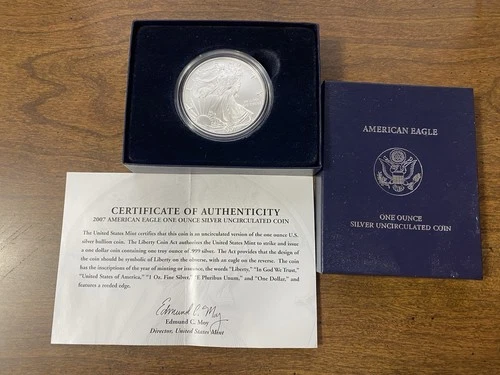 AMERICAN EAGLE
ONE OUNCE
SILVER UNCIRCULATED COIN
CERTIFICATE OF AUTHENTICITY
2007 AMERICAN EAGLE ONE OUNCE SILVER UNCIRCULATED COIN
The United States Mint certifies that this coin is an uncirculated version of the one ounce U.S.
silver bullion coin. The Liberty Coin Act authorizes the United States Mint to strike and issue
a one dollar coin containing one troy ounce of .999 silver. The Act provides that the design of
the coin should be symbolic of Liberty on the obverse, with an eagle on the reverse. The coin
has the inscriptions of the year of minting or issuance, the words "Liberty," "In God We Trust,"
"United States of America," "1 Oz. Fine Silver," "E Pluribus Unum," and "One Dollar," and
features a reeded edge.
Edmund C. Moy
Edmund C. Moy
Director, United States Mint